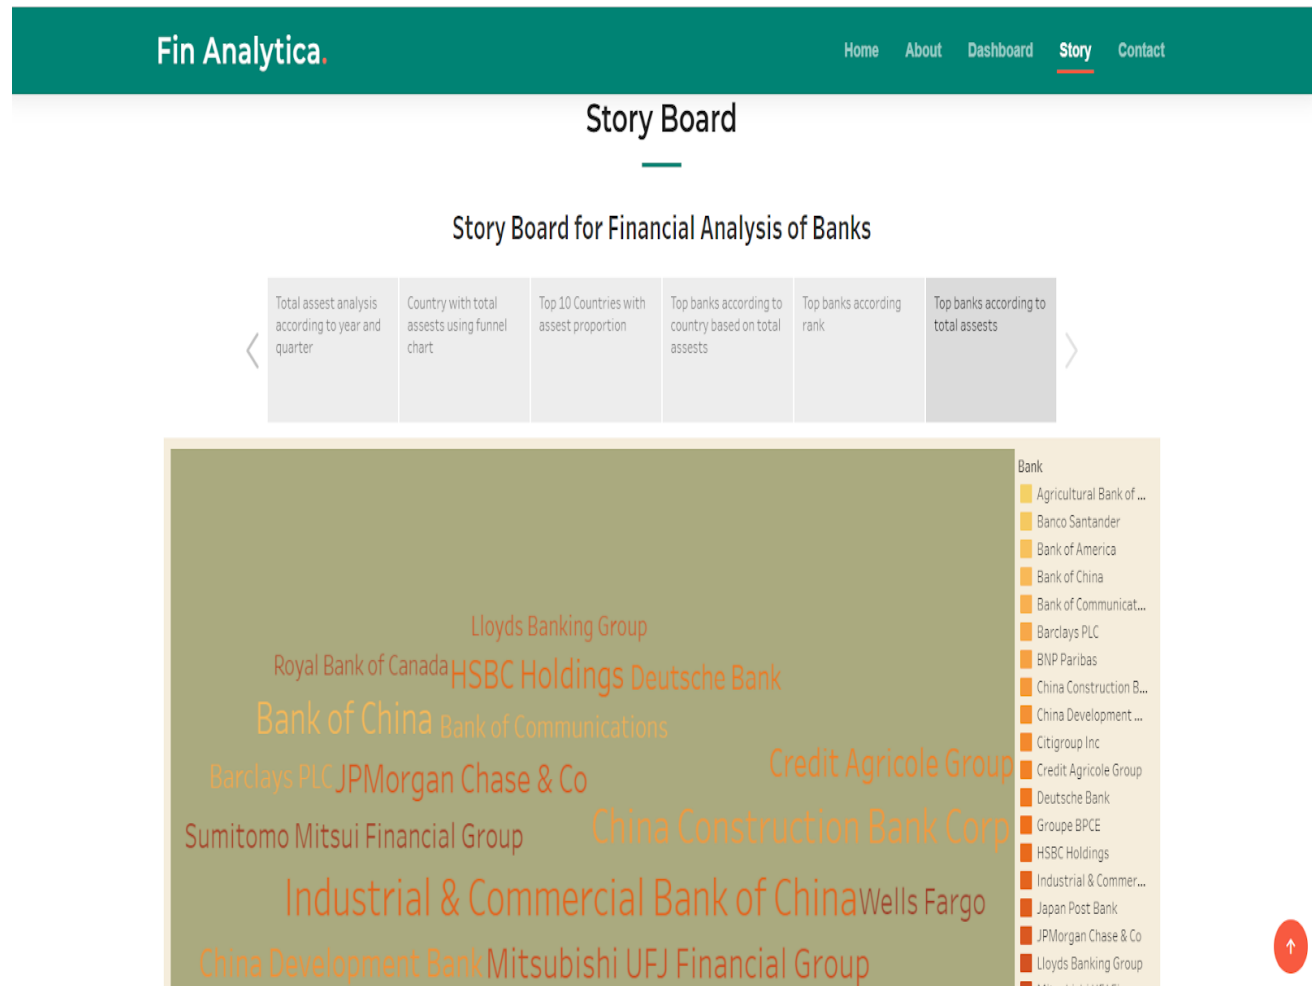 Fin Analytica.
Home About Dashboard Story Contact
Story Board
Story Board for Financial Analysis of Banks
Total assest analysis
according to year and
quarter
Country with total
assests using funnel
chart
Top 10 Countries with
assest proportion
Top banks according to
country based on total
assests
Top banks according
rank
Top banks according to
total assests
Lloyds Banking Group
Royal Bank of Canada HSBC Holdings Deutsche Bank
Bank of China Bank of Communications
Credit Agricole Group
Barclays PLC JPMorgan Chase & Co
China Construction Bank Corp
Sumitomo Mitsui Financial Group
Industrial & Commercial Bank of China Wells Fargo
China Development Bank Mitsubishi UFJ Financial Group
Bank
Agricultural Bank of ...
Banco Santander
Bank of America
Bank of China
Bank of Communicat...
Barclays PLC
BNP Paribas
China Construction B...
China Development ...
Citigroup Inc
Credit Agricole Group
Deutsche Bank
Groupe BPCE
HSBC Holdings
Industrial & Commer...
Japan Post Bank
JPMorgan Chase & Co
Lloyds Banking Group